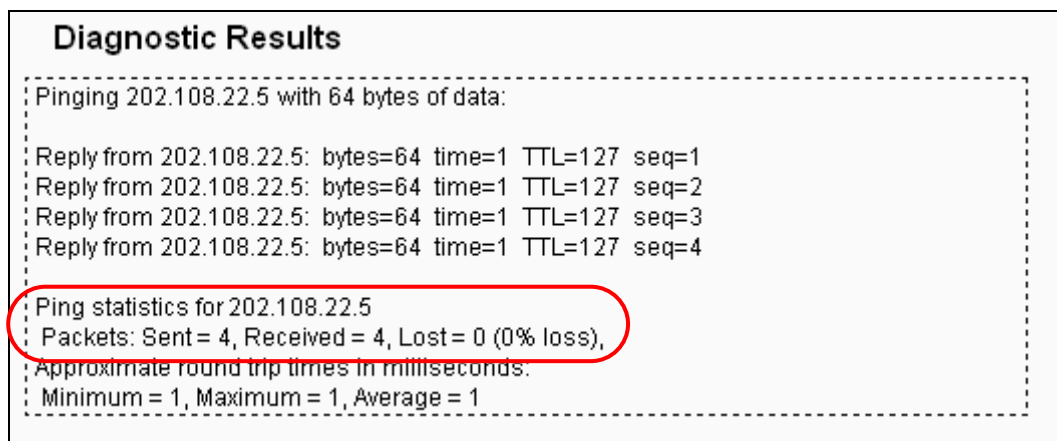 Diagnostic Results
Pinging 202.108.22.5 with 64 bytes of data:
Reply from 202.108.22.5: bytes=64 time=1 TTL=127 seq=1
Reply from 202.108.22.5: bytes=64 time=1 TTL=127 seq=2
Reply from 202.108.22.5: bytes=64 time=1 TTL=127 seq=3
Reply from 202.108.22.5: bytes=64 time=1 TTL=127 seq=4
Ping statistics for 202.108.22.5
Packets: Sent = 4, Received = 4, Lost = 0 (0% loss),
Approximate round trip times in milliseconds:
Minimum = 1, Maximum = 1, Average = 1